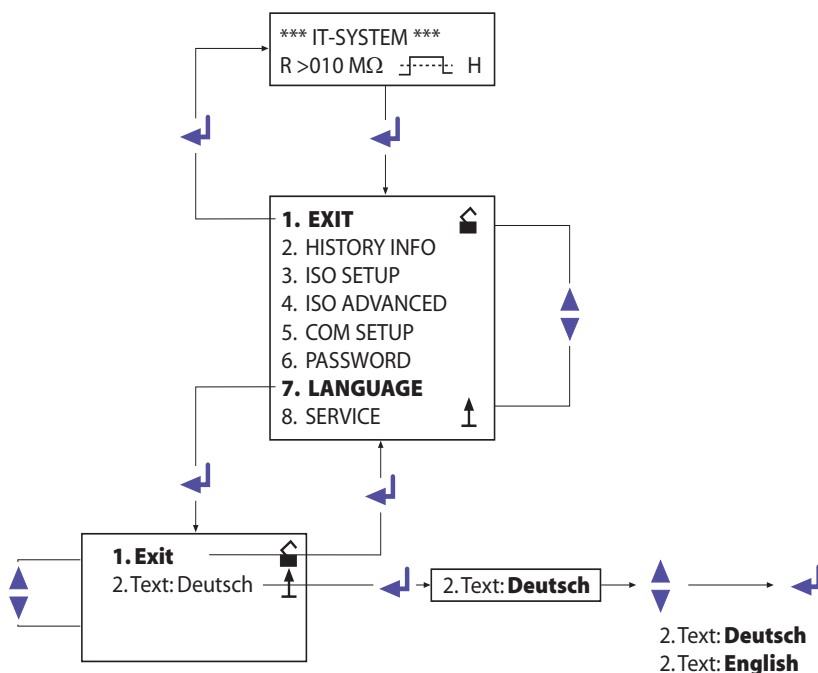 *** IT-SYSTEM ***
R >010 MΩ H
1. EXIT
2. HISTORY INFO
3. ISO SETUP
4. ISO ADVANCED
5. COM SETUP
6. PASSWORD
7. LANGUAGE
8. SERVICE
1. Exit
2. Text: Deutsch
2. Text: Deutsch
2. Text: Deutsch
2. Text: English